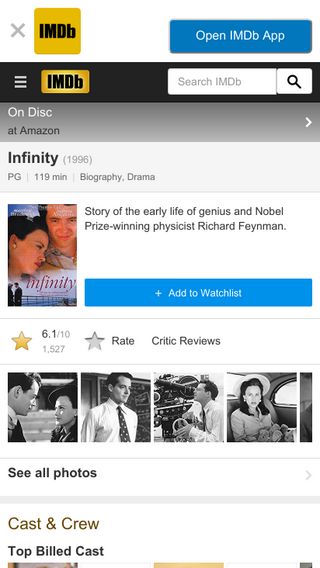 IMDb
Open IMDb App
IMDb
Search IMDb
On Disc
at Amazon
Infinity (1996)
PG | 119 min | Biography, Drama
Story of the early life of genius and Nobel
Prize-winning physicist Richard Feynman.
infinity
+ Add to Watchlist
6.1/10
1,527
Rate
Critic Reviews
See all photos
Cast & Crew
Top Billed Cast